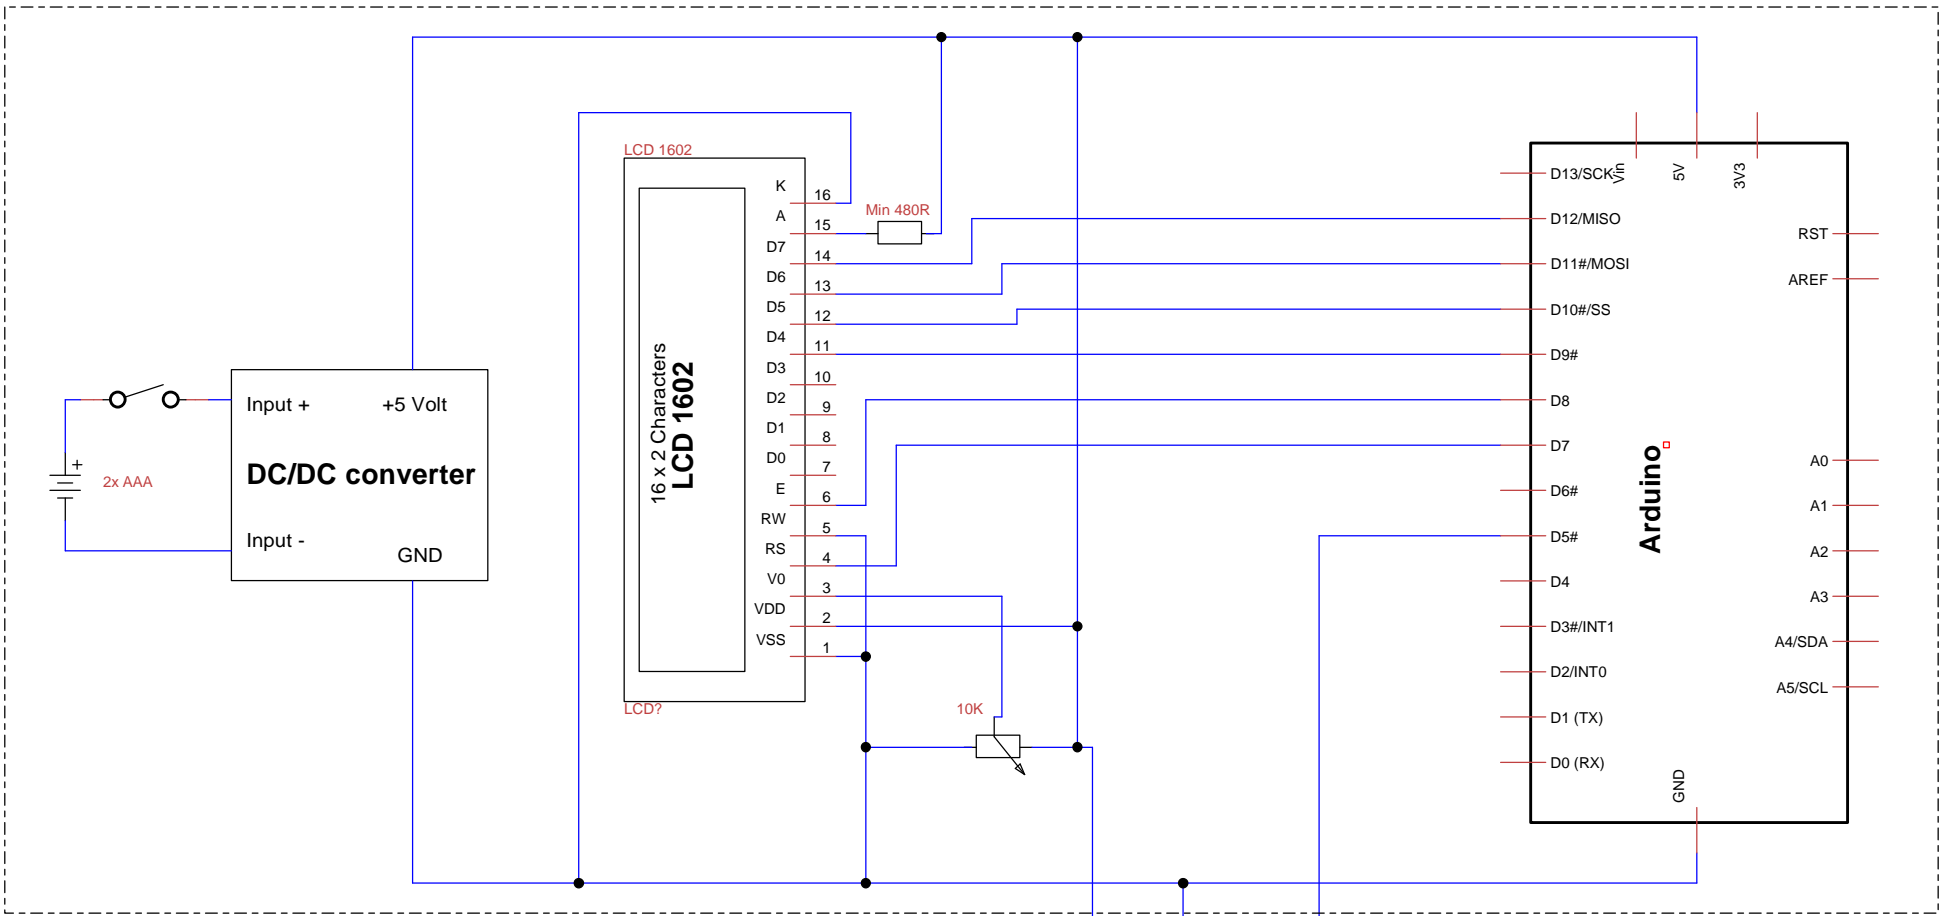 LCD 1602
K
16
A
15
Min 480R
D7
14
D6
13
D5
12
D4
11
D3
10
D2
9
D1
8
D0
7
E
6
RW
5
RS
4
V0
3
VDD
2
VSS
1
16 x 2 Characters
LCD 1602
LCD?
10K
Input +
+5 Volt
DC/DC converter
Input -
GND
+
2x AAA
Vin
5V
3V3
D13/SCK
D12/MISO
D11#/MOSI
D10#/SS
D9#
D8
D7
D6#
D5#
D4
D3#/INT1
D2/INT0
D1 (TX)
D0 (RX)
Arduino
RST
AREF
A0
A1
A2
A3
A4/SDA
A5/SCL
GND